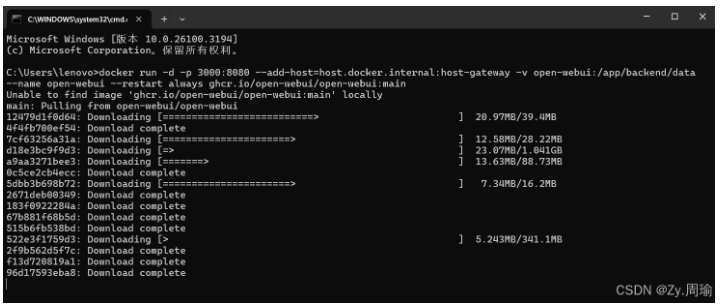 C:\WINDOWS\system32\cmd.
Microsoft Windows [版本 10.0.26100.3194]
(c) Microsoft Corporation。保留所有权利。
C:\Users\lenovo>docker run -d -p 3000:8080 --add-host=host.docker.internal:host-gateway -v open-webui:/app/backend/data
--name open-webui --restart always ghcr.io/open-webui/open-webui:main
Unable to find image 'ghcr.io/open-webui/open-webui:main' locally
main: Pulling from open-webui/open-webui
12479d1f0d64: Downloading [==========================>                        ]  20.97MB/39.4MB
4f4fb700ef54: Download complete
7cf63256a31a: Downloading [======================>                            ]  12.58MB/28.22MB
d18e3bc9f9d3: Downloading [=>                                                 ]  23.07MB/1.041GB
a9aa3271bee3: Downloading [=======>                                           ]  13.63MB/88.73MB
0c5ce2cb4ecc: Download complete
5dbb3b698b72: Downloading [======================>                            ]  7.34MB/16.2MB
2671deb00349: Download complete
183f0922284a: Download complete
67b881f68b5d: Download complete
515b6fb538bd: Download complete
522e3f1759d3: Downloading [>                                                  ]  5.243MB/341.1MB
2f9b562d5f7c: Download complete
f13d720819a1: Download complete
96d17593eba8: Download complete
CSDN @Zy.周瑜